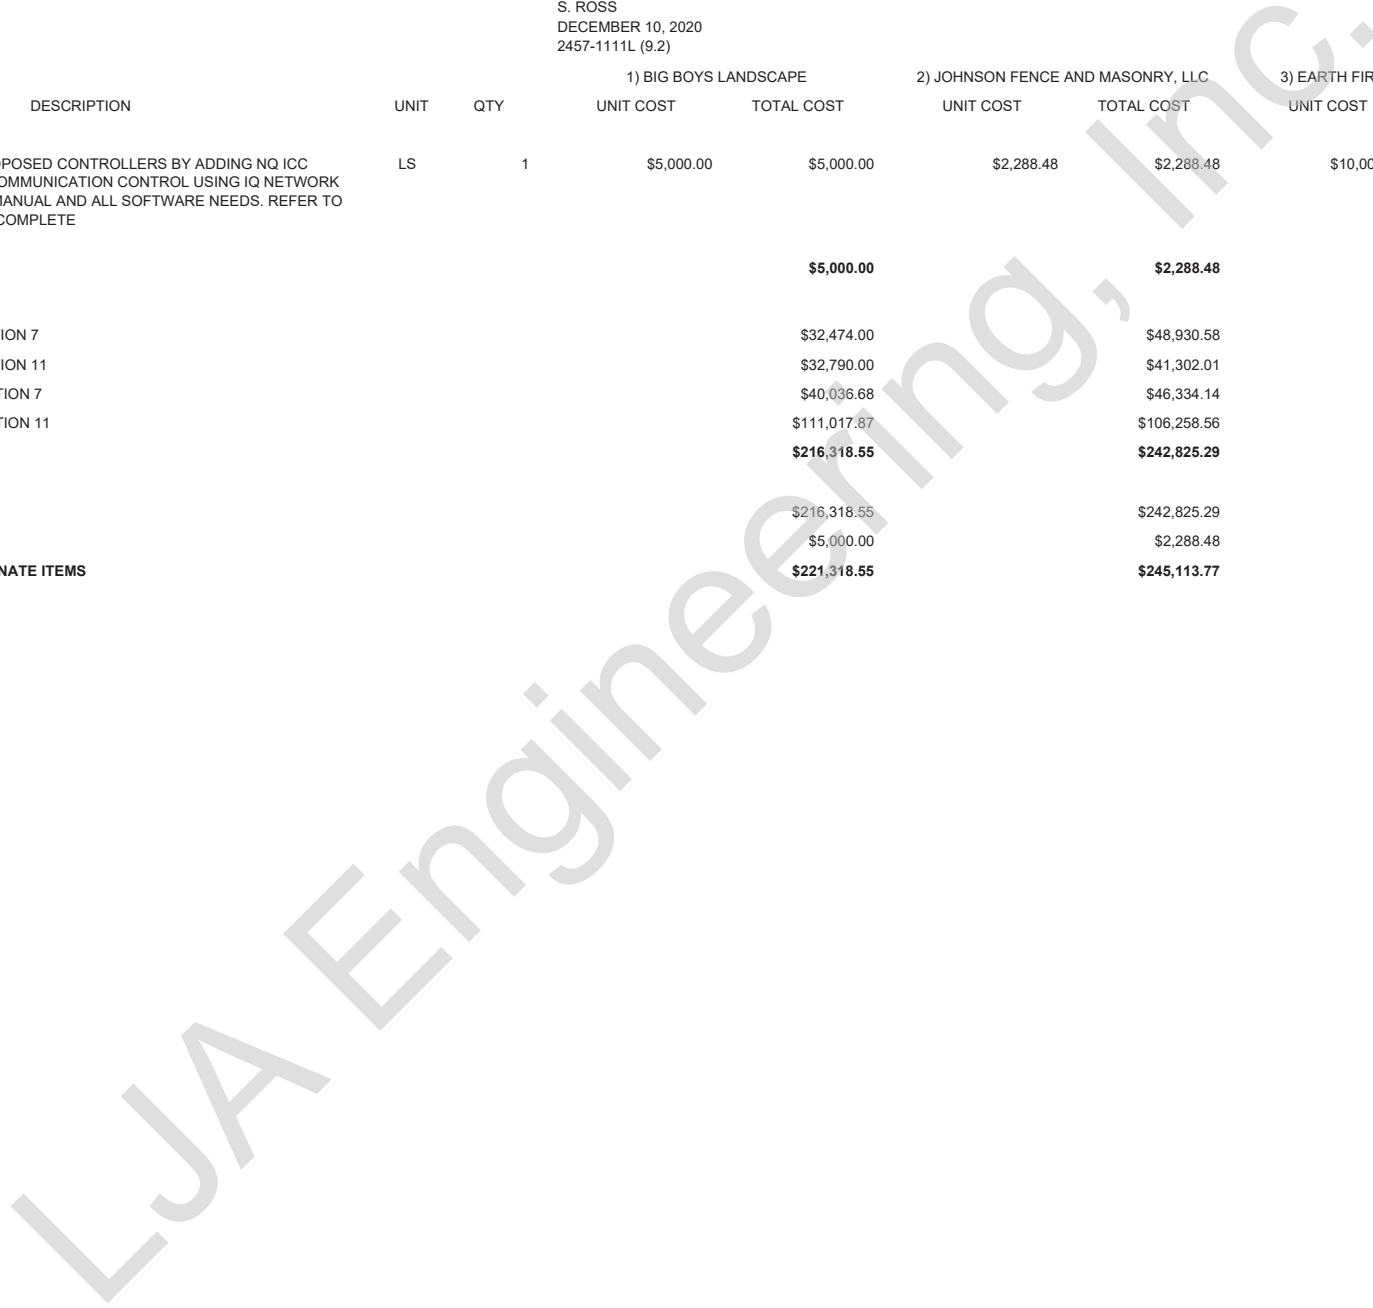 S. ROSS
DECEMBER 10, 2020
2457-1111L (9.2)
1) BIG BOYS LANDSCAPE 2) JOHNSON FENCE AND MASONRY, LLC 3) EARTH FIR
DESCRIPTION UNIT QTY UNIT COST TOTAL COST UNIT COST TOTAL COST UNIT COST
OPOSED CONTROLLERS BY ADDING NQ ICC LS 1 $5,000.00 $5,000.00 $2,288.48 $2,288.48 $10,00
OMMUNICATION CONTROL USING IQ NETWORK
MANUAL AND ALL SOFTWARE NEEDS. REFER TO
COMPLETE
$5,000.00 $2,288.48
TION 7 $32,474.00 $48,930.58
TION 11 $32,790.00 $41,302.01
TION 7 $40,036.68 $46,334.14
TION 11 $111,017.87 $106,258.56
$216,318.55 $242,825.29
$216,318.55 $242,825.29
$5,000.00 $2,288.48
NATE ITEMS $221,318.55 $245,113.77
LJA Engineering, Inc.